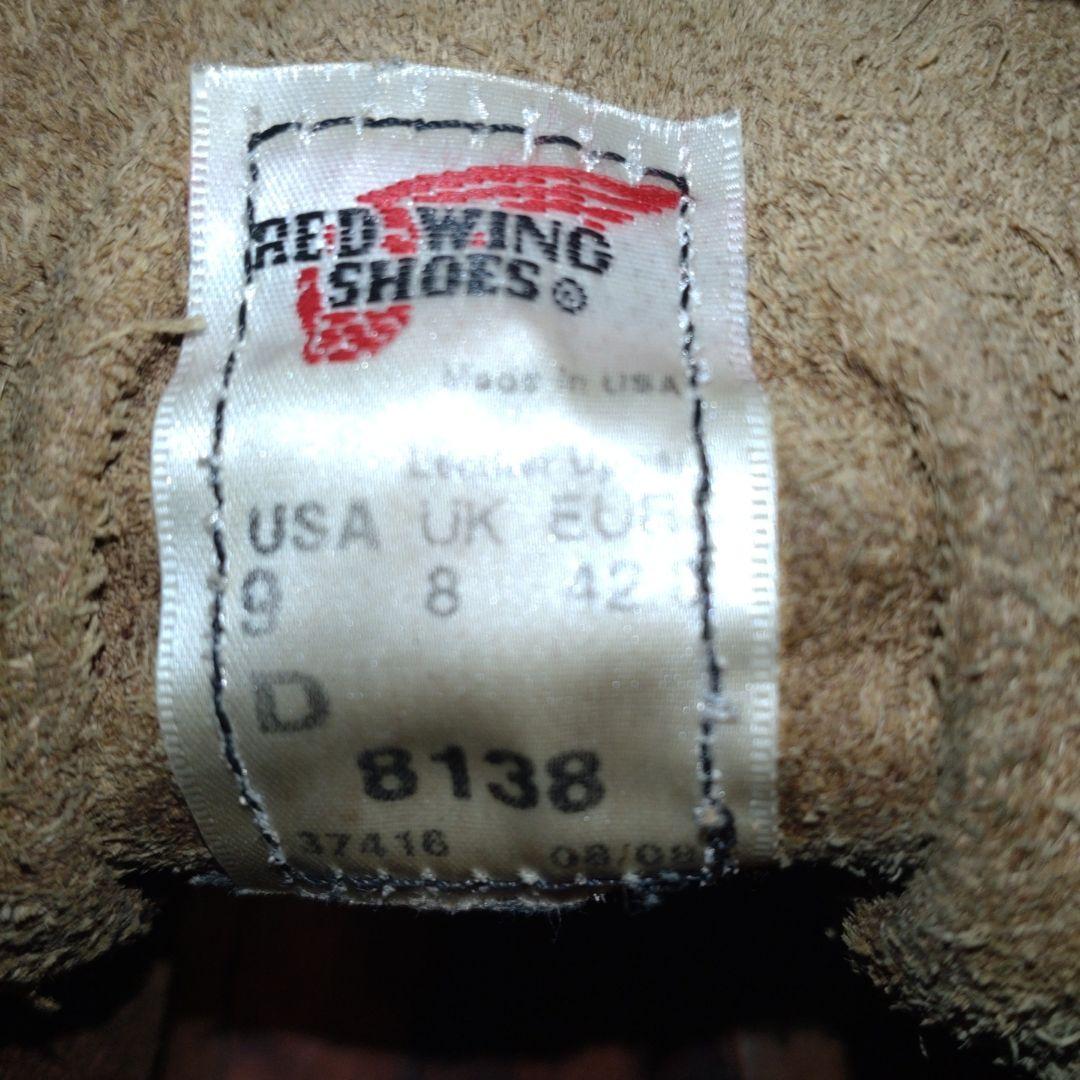 RED WING
SHOES ®
Made in USA
USA UK EUR
9 8 42
D
8138
37416 08/08